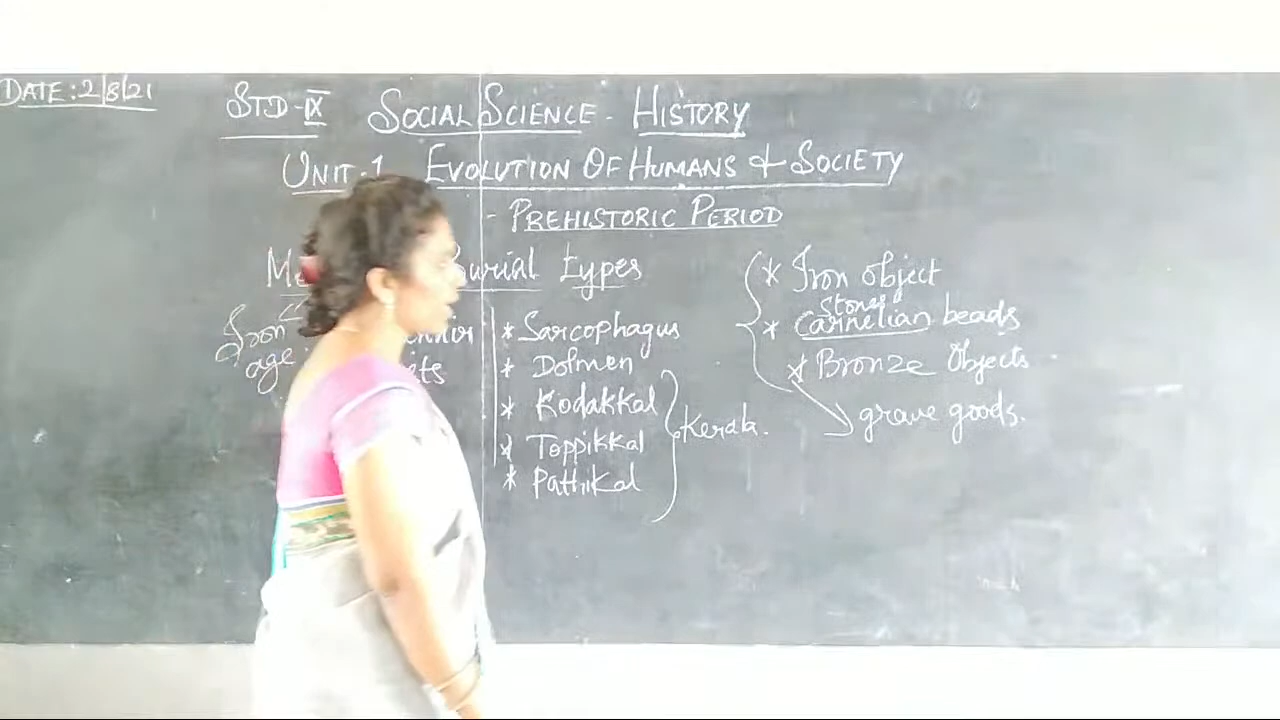 DATE: 2/8/21
STD-IX SOCIAL SCIENCE - HISTORY
UNIT-1 EVOLUTION OF HUMANS & SOCIETY
- PREHISTORIC PERIOD
Burial types
Iron
age
* Sarcophagus
* Dolmen
* Kodakkal
* Toppikkal
* Pathikal
Kerala.
* Iron object
Stones
* Carnelian beads
* Bronze Objects
grave goods.